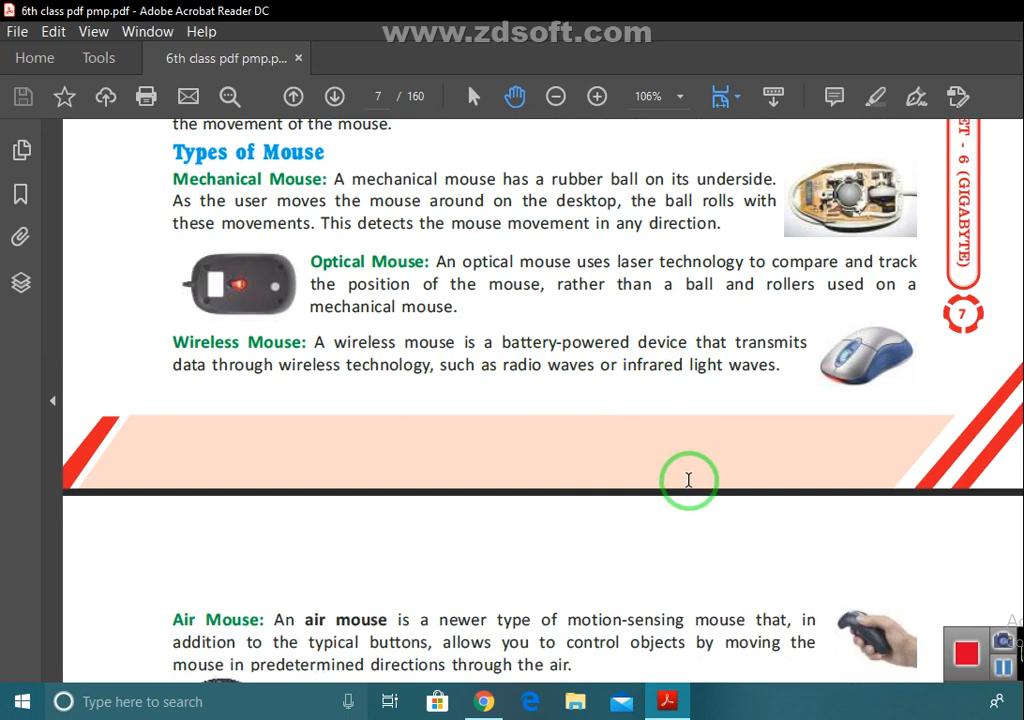 6th class pdf pmp.pdf - Adobe Acrobat Reader DC
www.zdsoft.com
File Edit View Window Help
Home Tools 6th class pdf pmp.p... ×
7 / 160 106%
the movement of the mouse.
Types of Mouse
Mechanical Mouse: A mechanical mouse has a rubber ball on its underside.
As the user moves the mouse around on the desktop, the ball rolls with
these movements. This detects the mouse movement in any direction.
Optical Mouse: An optical mouse uses laser technology to compare and track
the position of the mouse, rather than a ball and rollers used on a
mechanical mouse.
Wireless Mouse: A wireless mouse is a battery-powered device that transmits
data through wireless technology, such as radio waves or infrared light waves.
ET - 6 (GIGABYTE)
7
Air Mouse: An air mouse is a newer type of motion-sensing mouse that, in
addition to the typical buttons, allows you to control objects by moving the
mouse in predetermined directions through the air.
Type here to search